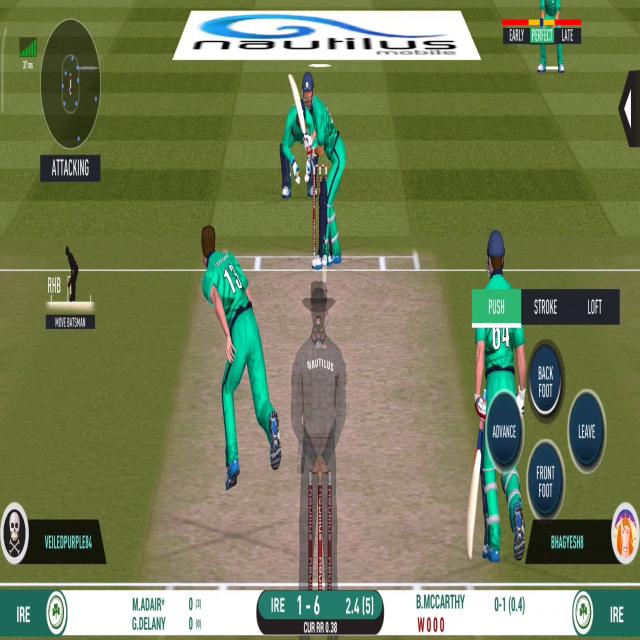 nautilus
mobile
EARLY PERFECT LATE
37 ms
ATTACKING
RHB
MOVE BATSMAN
13
NAUTILUS
PUSH STROKE LOFT
64
BACK FOOT
ADVANCE
LEAVE
FRONT FOOT
VEILEDPURPLE84
BHAGYESH8
IRE
M.ADAIR* 0 (3)
G.DELANY 0 (0)
IRE 1-6 2.4 (5)
CUR RR 0.38
B.MCCARTHY 0-1 (0.4)
W 0 0 0
IRE